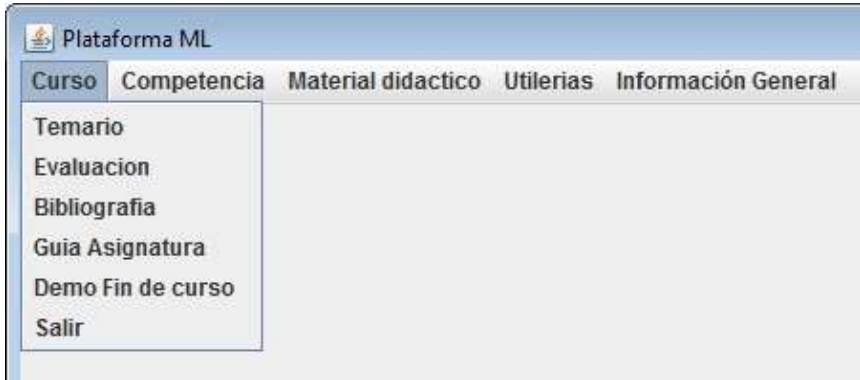 Plataforma ML
Curso Competencia Material didactico Utilerias Información General
Temario
Evaluacion
Bibliografia
Guia Asignatura
Demo Fin de curso
Salir